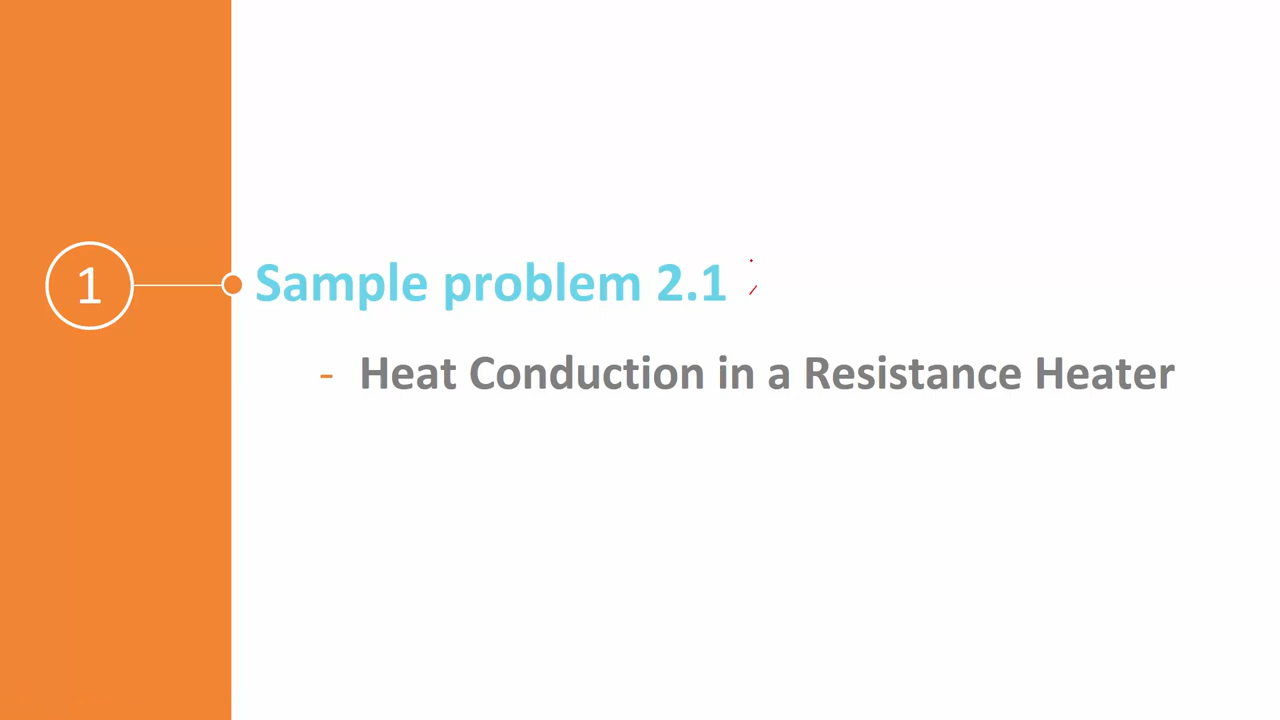 1
Sample problem 2.1
- Heat Conduction in a Resistance Heater